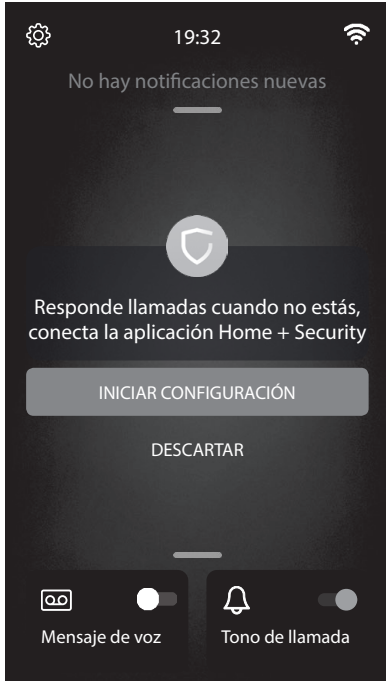 19:32
No hay notificaciones nuevas
Responde llamadas cuando no estás,
conecta la aplicación Home + Security
INICIAR CONFIGURACIÓN
DESCARTAR
Mensaje de voz
Tono de llamada